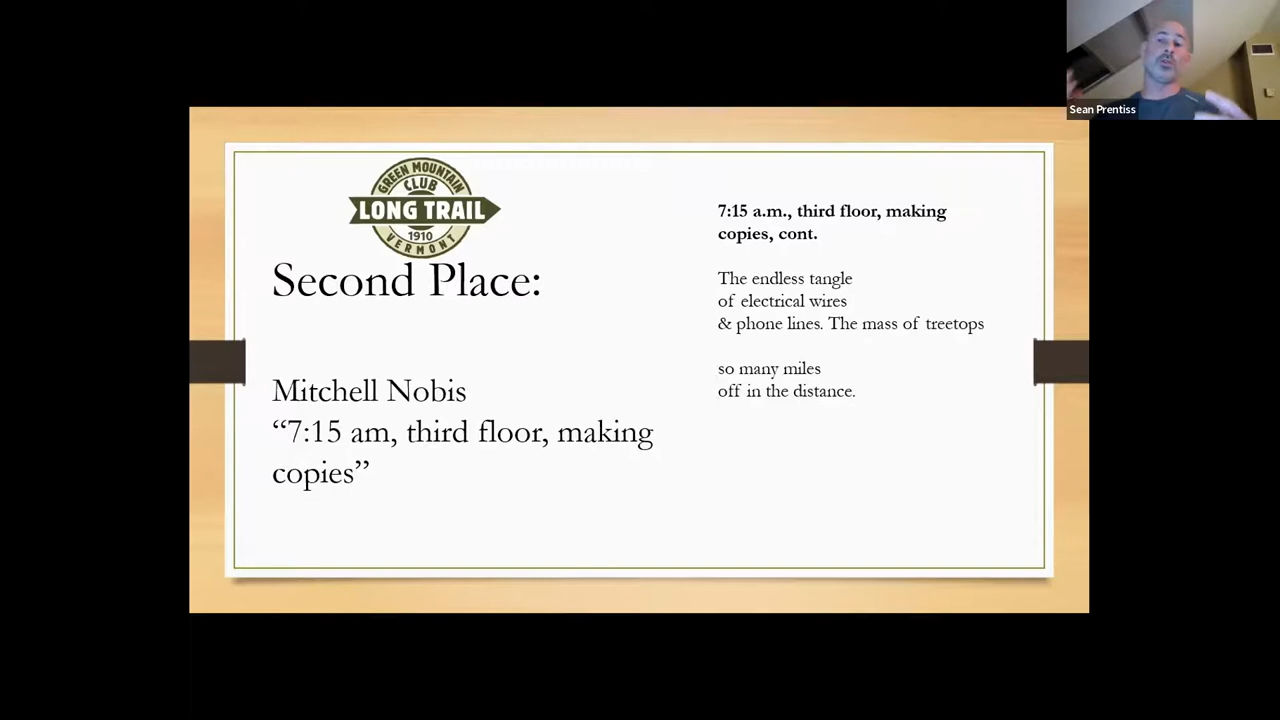 Sean Prentiss
GREEN MOUNTAIN
CLUB
LONG TRAIL
1910
VERMONT
Second Place:
Mitchell Nobis
“7:15 am, third floor, making
copies”
7:15 a.m., third floor, making
copies, cont.
The endless tangle
of electrical wires
& phone lines. The mass of treetops
so many miles
off in the distance.